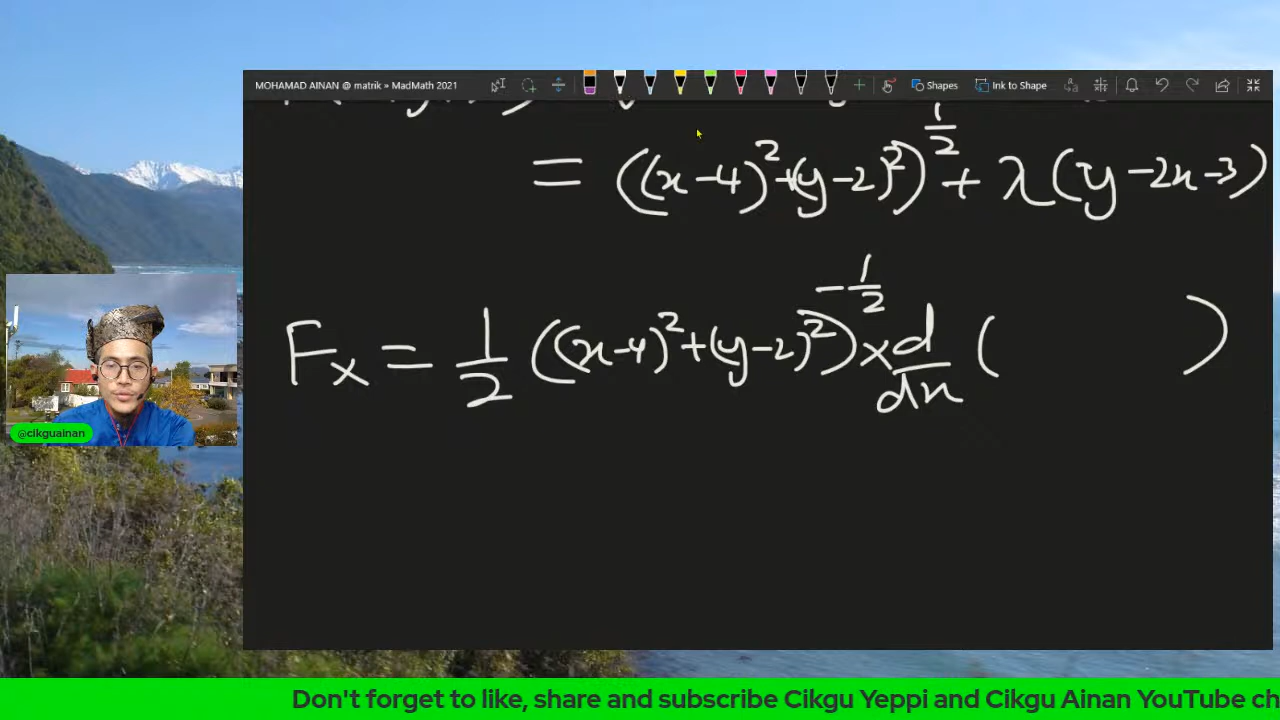 MOHAMAD AINAN @ matrik » MadMath 2021 Shapes Ink to Shape
= ((x-4)²+(y-2)²)^{1/2} + λ(y-2x-3)
Fx = 1/2 ((x-4)²+(y-2)²)^{-1/2} × d/dx ( )
@cikguainan
Don't forget to like, share and subscribe Cikgu Yeppi and Cikgu Ainan YouTube ch